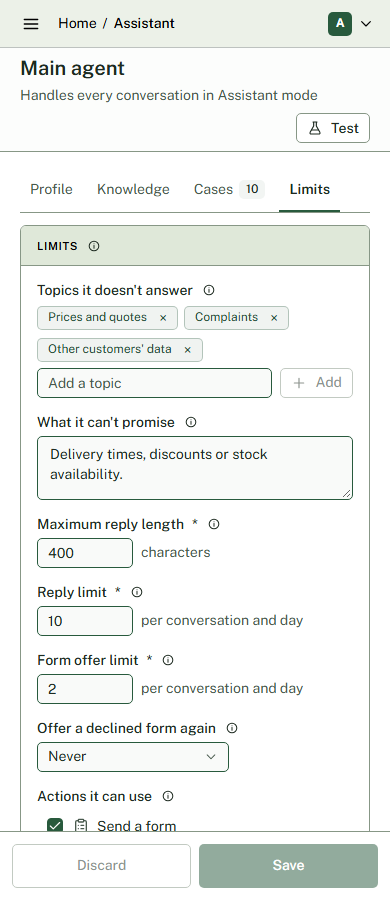 Home / Assistant
A
Main agent
Handles every conversation in Assistant mode
Test
Profile Knowledge Cases 10 Limits
LIMITS
Topics it doesn't answer
Prices and quotes × Complaints ×
Other customers' data ×
Add a topic + Add
What it can't promise
Delivery times, discounts or stock
availability.
Maximum reply length *
400 characters
Reply limit *
10 per conversation and day
Form offer limit *
2 per conversation and day
Offer a declined form again
Never
Actions it can use
Send a form
Discard Save